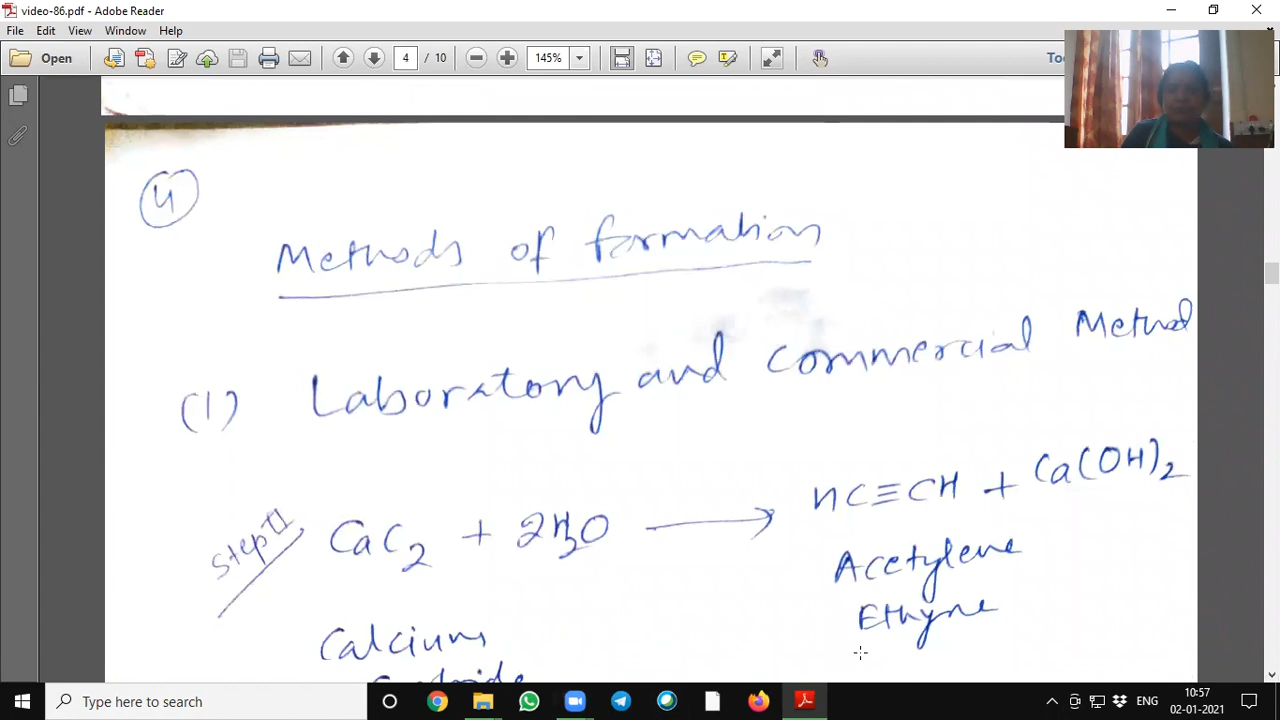 video-86.pdf - Adobe Reader
File Edit View Window Help
Open 4 / 10 145%
4
Methods of formation
(1) Laboratory and Commercial Method
Step II CaC2 + 2H2O → HC≡CH + Ca(OH)2
Acetylene
Ethyne
Calcium
Type here to search
ENG
10:57
02-01-2021